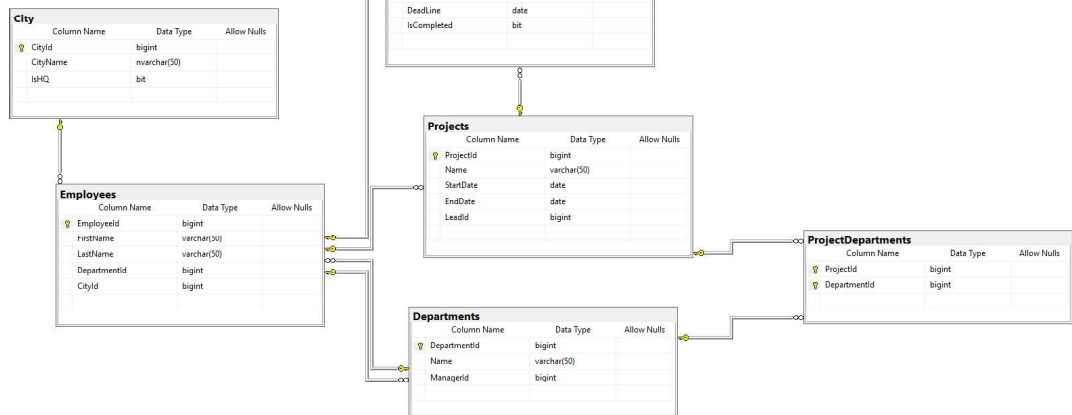 City
Column Name Data Type Allow Nulls
CityId bigint
CityName nvarchar(50)
IsHQ bit
DeadLine date
IsCompleted bit
Projects
Column Name Data Type Allow Nulls
ProjectId bigint
Name varchar(50)
StartDate date
EndDate date
LeadId bigint
Employees
Column Name Data Type Allow Nulls
EmployeeId bigint
FirstName varchar(50)
LastName varchar(50)
DepartmentId bigint
CityId bigint
ProjectDepartments
Column Name Data Type Allow Nulls
ProjectId bigint
DepartmentId bigint
Departments
Column Name Data Type Allow Nulls
DepartmentId bigint
Name varchar(50)
ManagerId bigint